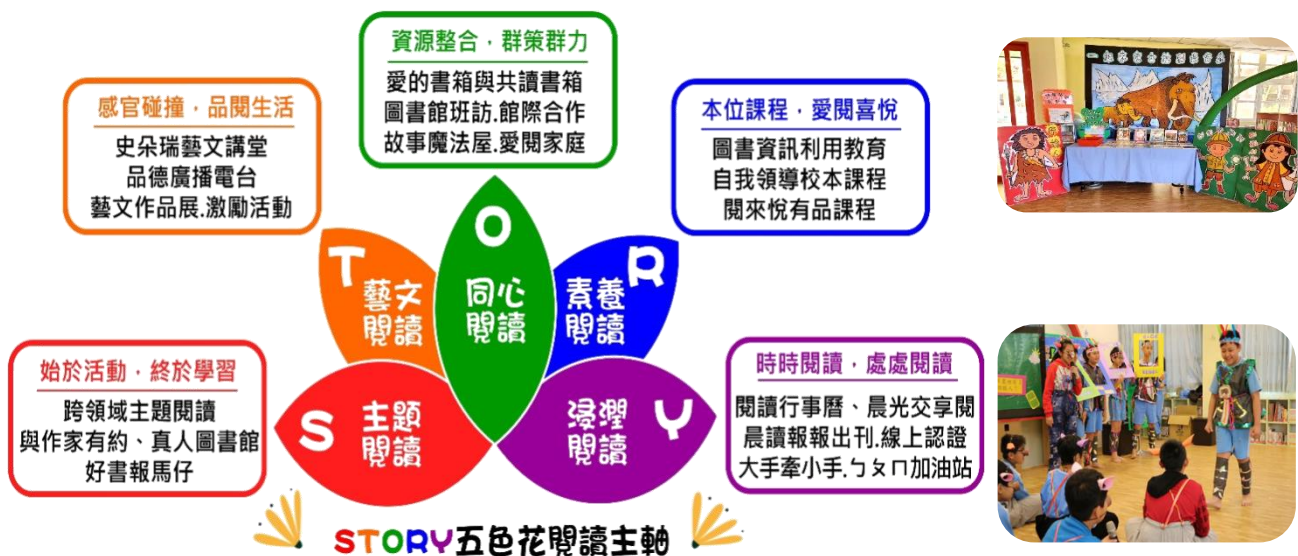 資源整合，群策群力
愛的書箱與共讀書箱
圖書館班訪.館際合作
故事魔法屋.愛閱家庭
感官碰撞，品閱生活
史朵瑞藝文講堂
品德廣播電台
藝文作品展.激勵活動
本位課程，愛閱喜悅
圖書資訊利用教育
自我領導校本課程
閱來悅有品課程
始於活動，終於學習
跨領域主題閱讀
與作家有約、真人圖書館
好書報馬仔
時時閱讀，處處閱讀
閱讀行事曆、晨光交享閱
晨讀報報出刊.線上認證
大手牽小手.ㄅㄆㄇ加油站
S
主題
閱讀
T
藝文
閱讀
O
同心
閱讀
R
素養
閱讀
Y
浸潤
閱讀
STORY五色花閱讀主軸